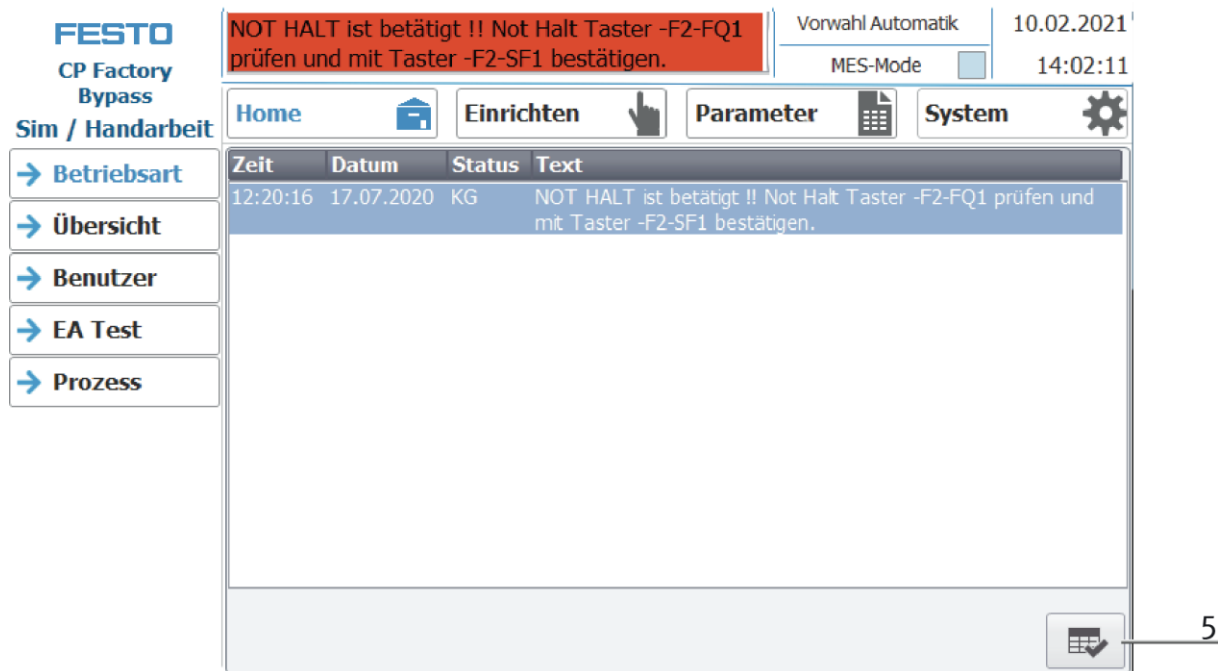 FESTO
CP Factory
Bypass
Sim / Handarbeit
NOT HALT ist betätigt !! Not Halt Taster -F2-FQ1
prüfen und mit Taster -F2-SF1 bestätigen.
Vorwahl Automatik
MES-Mode
10.02.2021
14:02:11
Home
Einrichten
Parameter
System
Betriebsart
Übersicht
Benutzer
EA Test
Prozess
Zeit Datum Status Text
12:20:16 17.07.2020 KG NOT HALT ist betätigt !! Not Halt Taster -F2-FQ1 prüfen und
mit Taster -F2-SF1 bestätigen.
5